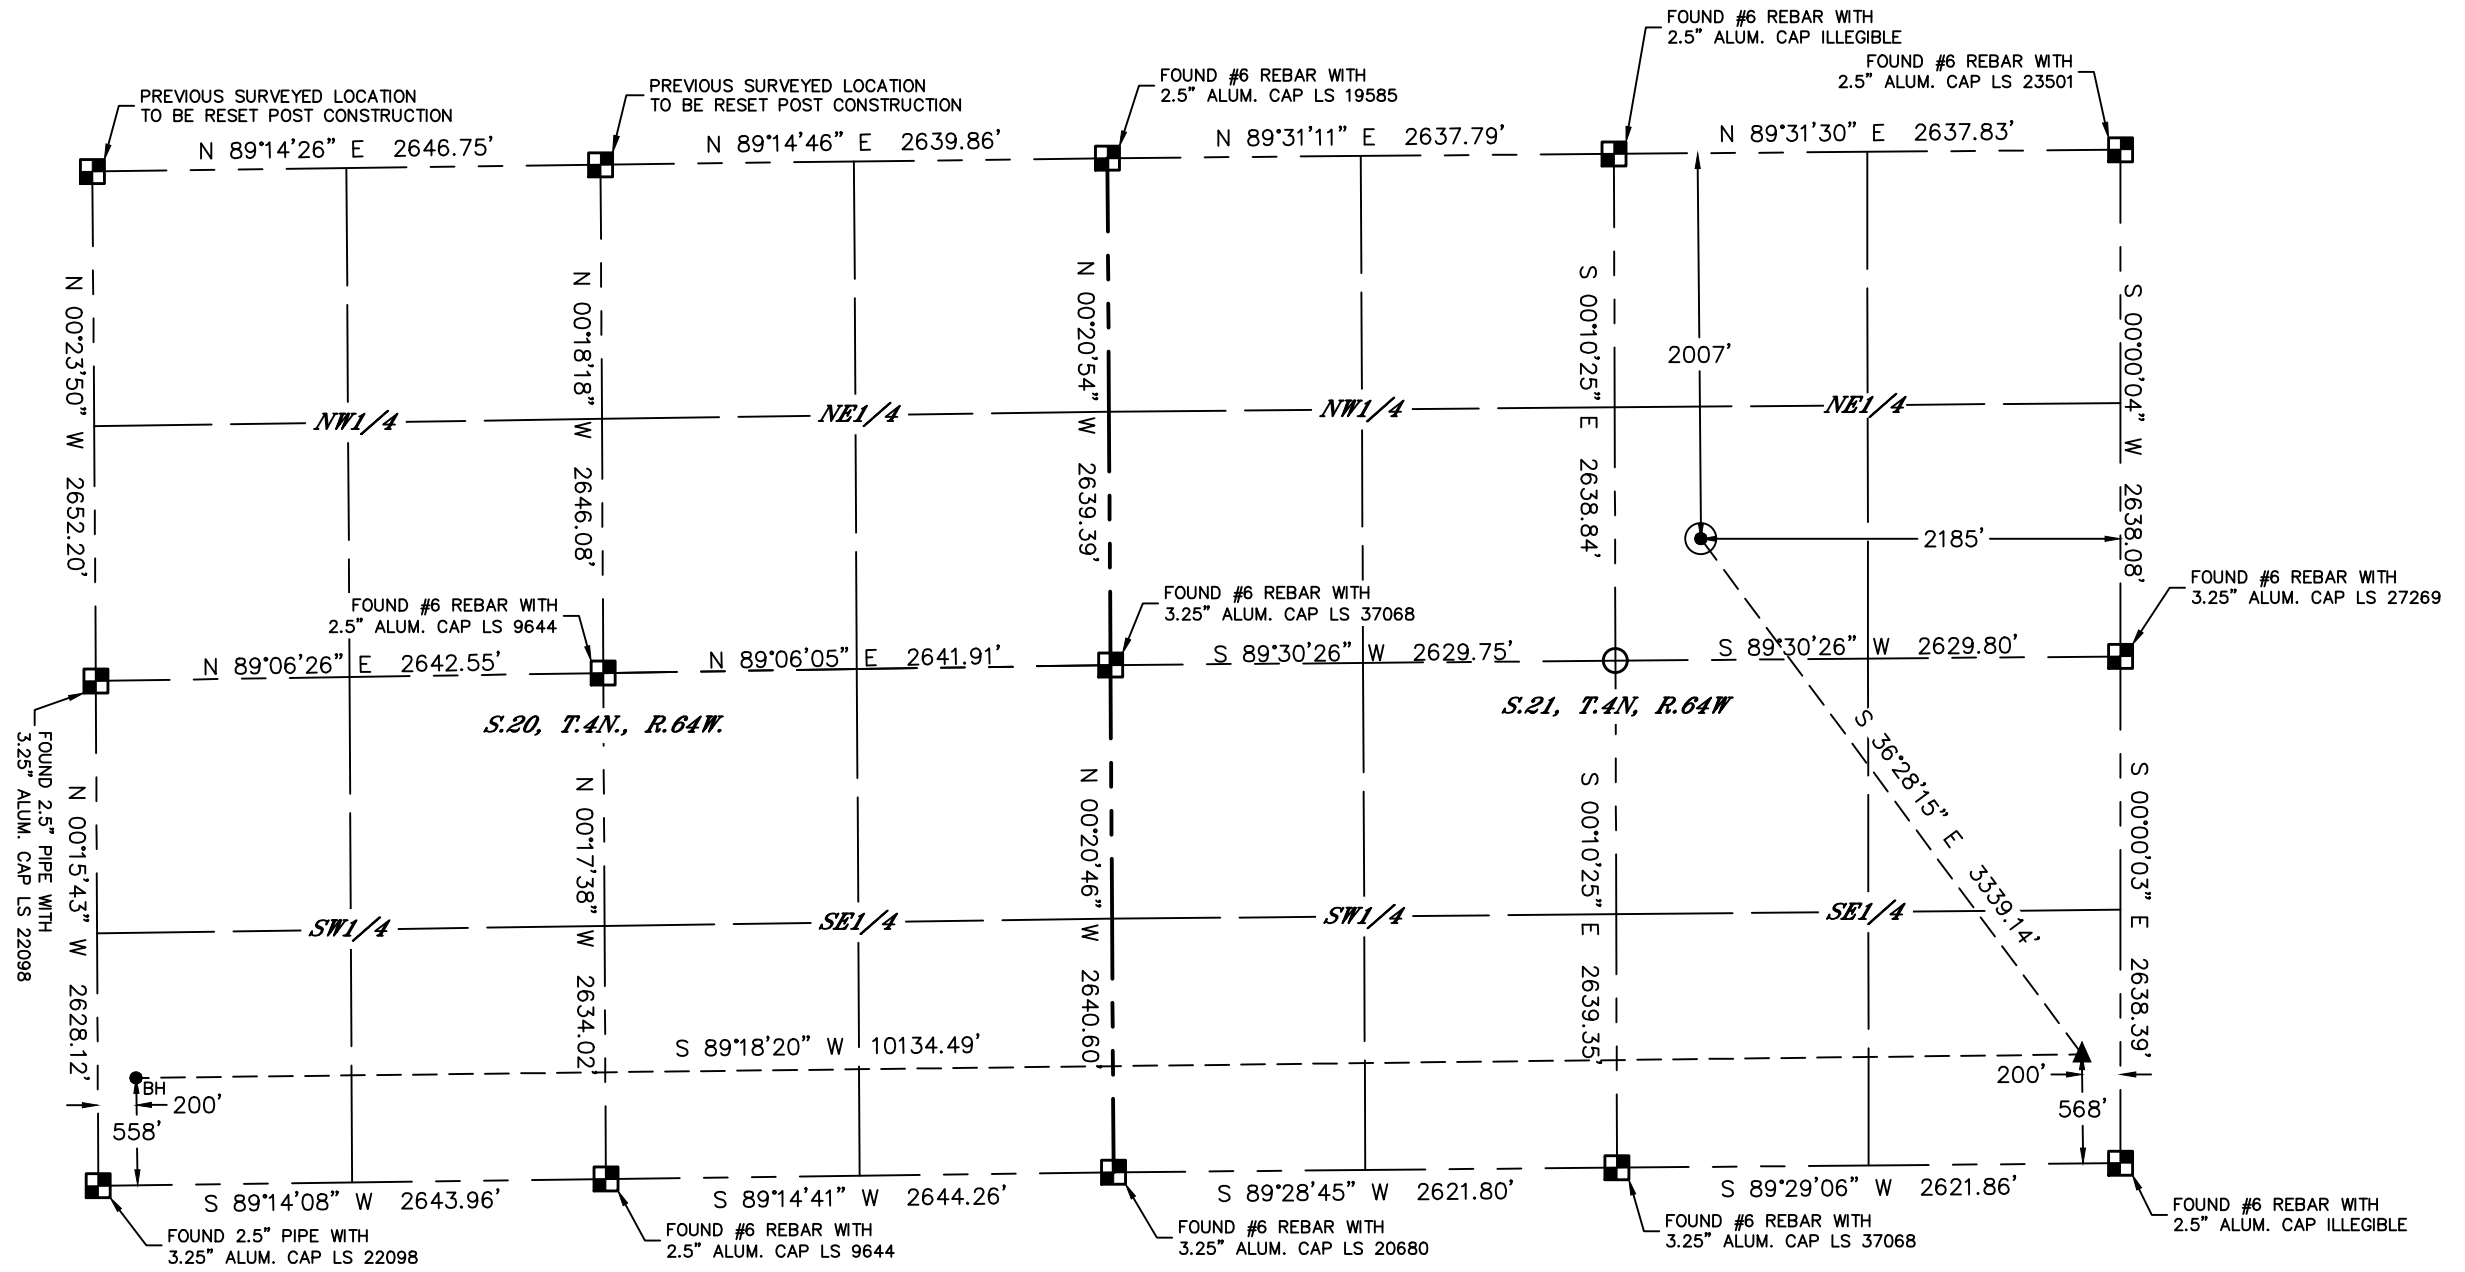 FOUND #6 REBAR WITH
2.5” ALUM. CAP ILLEGIBLE
FOUND #6 REBAR WITH
2.5” ALUM. CAP LS 23501
FOUND #6 REBAR WITH
2.5” ALUM. CAP LS 19585
PREVIOUS SURVEYED LOCATION
TO BE RESET POST CONSTRUCTION
PREVIOUS SURVEYED LOCATION
TO BE RESET POST CONSTRUCTION
N 89°14'26” E 2646.75'
N 89°14'46” E 2639.86'
N 89°31'11” E 2637.79'
N 89°31'30” E 2637.83'
N 00°23'50” W 2652.20'
N 00°18'18” W 2646.08'
N 00°20'54” W 2639.39'
S 00°10'25” E 2638.84'
S 00°00'04” W 2638.08'
2007'
NW1/4
NE1/4
NW1/4
NE1/4
2185'
FOUND #6 REBAR WITH
2.5” ALUM. CAP LS 9644
FOUND #6 REBAR WITH
3.25” ALUM. CAP LS 37068
FOUND #6 REBAR WITH
3.25” ALUM. CAP LS 27269
N 89°06'26” E 2642.55'
N 89°06'05” E 2641.91'
S 89°30'26” W 2629.75'
S 89°30'26” W 2629.80'
S.20, T.4N., R.64W.
S.21, T.4N, R.64W
FOUND 2.5” PIPE WITH
3.25” ALUM. CAP LS 22098
N 00°15'43” W 2628.12'
N 00°17'38” W 2634.02'
N 00°20'46” W 2640.60'
S 00°10'25” E 2639.35'
S 36°28'15” E 3339.14'
S 00°00'03” E 2638.39'
SW1/4
SE1/4
SW1/4
SE1/4
S 89°18'20” W 10134.49'
BH
200'
558'
200'
568'
S 89°14'08” W 2643.96'
S 89°14'41” W 2644.26'
S 89°28'45” W 2621.80'
S 89°29'06” W 2621.86'
FOUND 2.5” PIPE WITH
3.25” ALUM. CAP LS 22098
FOUND #6 REBAR WITH
2.5” ALUM. CAP LS 9644
FOUND #6 REBAR WITH
3.25” ALUM. CAP LS 20680
FOUND #6 REBAR WITH
3.25” ALUM. CAP LS 37068
FOUND #6 REBAR WITH
2.5” ALUM. CAP ILLEGIBLE